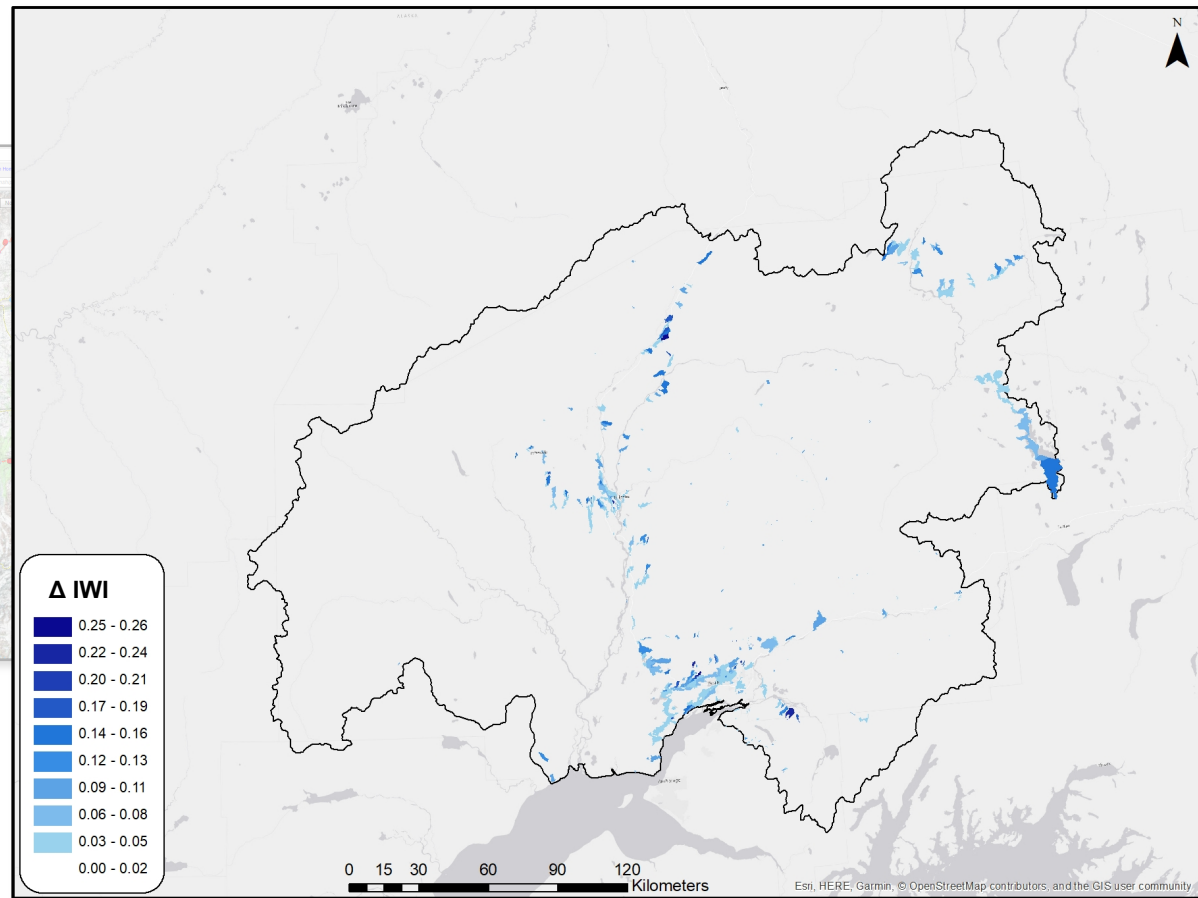 N
Δ IWI
0.25 - 0.26
0.22 - 0.24
0.20 - 0.21
0.17 - 0.19
0.14 - 0.16
0.12 - 0.13
0.09 - 0.11
0.06 - 0.08
0.03 - 0.05
0.00 - 0.02
0 15 30 60 90 120
Kilometers
Esri, HERE, Garmin, © OpenStreetMap contributors, and the GIS user community